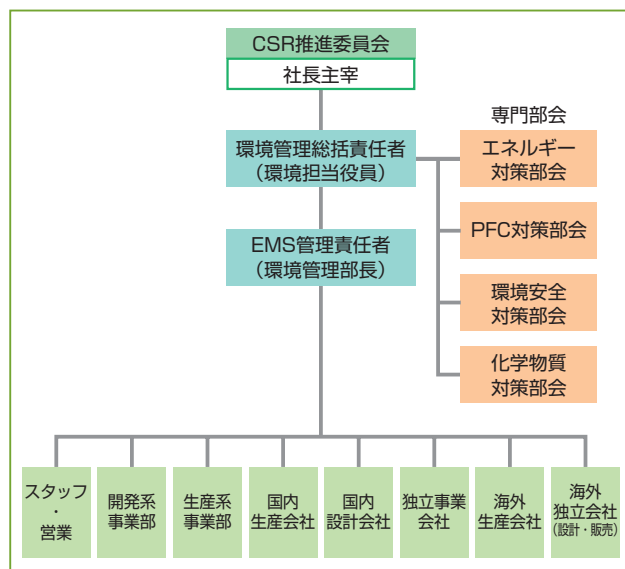 CSR推進委員会
社長主宰
環境管理総括責任者
（環境担当役員）
EMS管理責任者
（環境管理部長）
専門部会
エネルギー
対策部会
PFC対策部会
環境安全
対策部会
化学物質
対策部会
スタッフ
・
営業
開発系
事業部
生産系
事業部
国内
生産会社
国内
設計会社
独立事業
会社
海外
生産会社
海外
独立会社
（設計・販売）